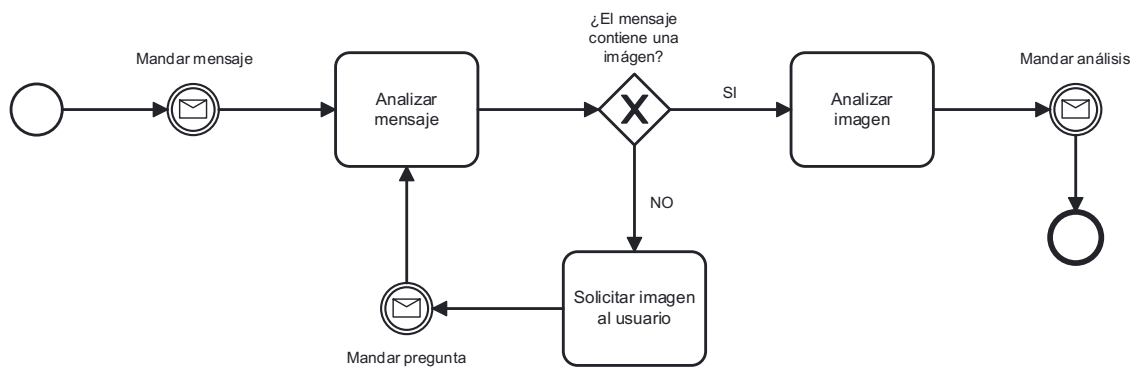 Mandar mensaje
Analizar
mensaje
¿El mensaje
contiene una
imágen?
SI
Analizar
imagen
Mandar análisis
NO
Solicitar imagen
al usuario
Mandar pregunta